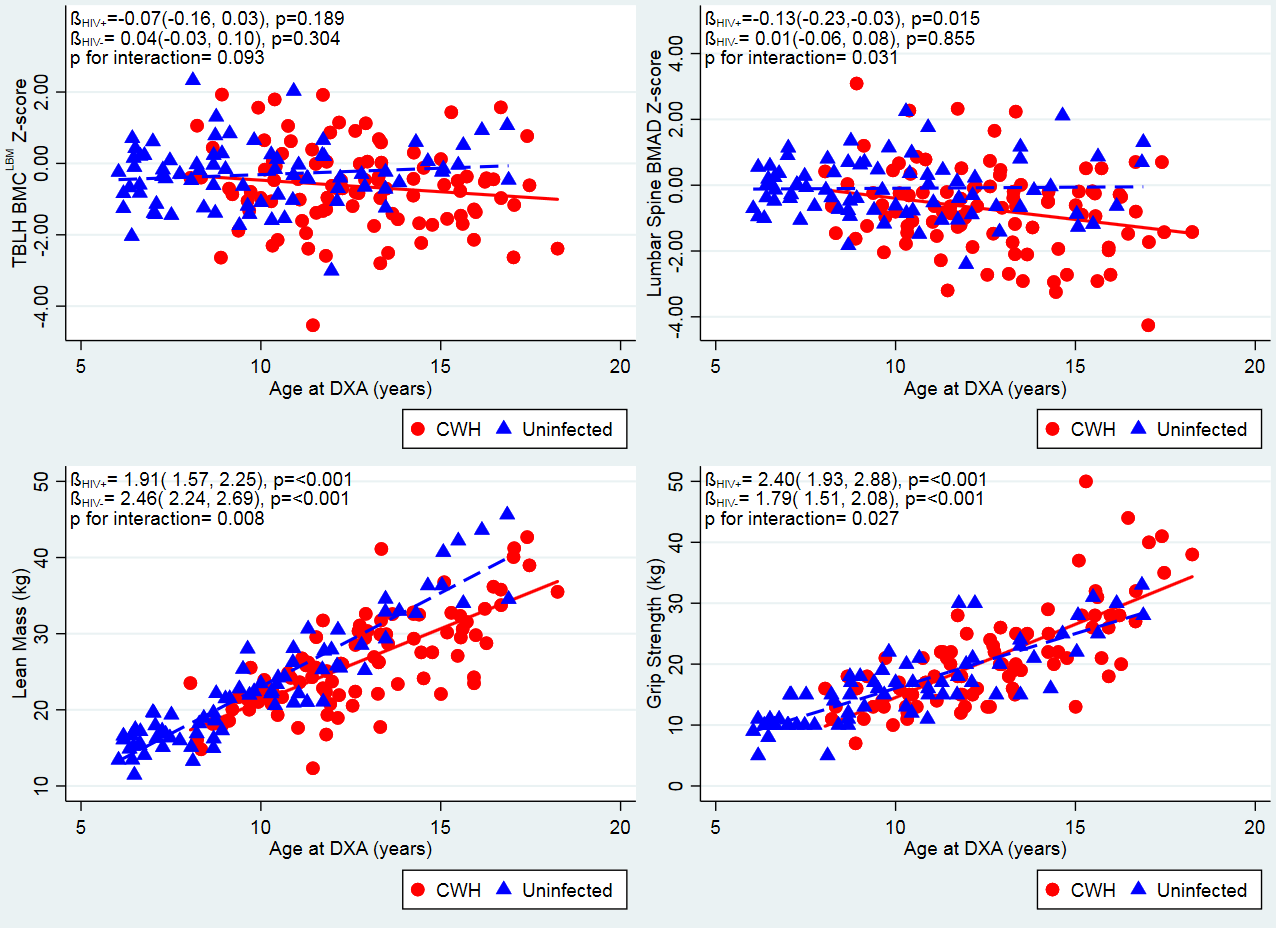 ßHIV+=-0.07(-0.16, 0.03), p=0.189
ßHIV-= 0.04(-0.03, 0.10), p=0.304
p for interaction= 0.093
TBLH BMC LBM Z-score
2.00
0.00
-2.00
-4.00
5 10 15 20
Age at DXA (years)
CWH Uninfected
ßHIV+=-0.13(-0.23,-0.03), p=0.015
ßHIV-= 0.01(-0.06, 0.08), p=0.855
p for interaction= 0.031
Lumbar Spine BMAD Z-score
4.00
2.00
0.00
-2.00
-4.00
5 10 15 20
Age at DXA (years)
CWH Uninfected
ßHIV+= 1.91( 1.57, 2.25), p=<0.001
ßHIV-= 2.46( 2.24, 2.69), p=<0.001
p for interaction= 0.008
Lean Mass (kg)
50
40
30
20
10
5 10 15 20
Age at DXA (years)
CWH Uninfected
ßHIV+= 2.40( 1.93, 2.88), p=<0.001
ßHIV-= 1.79( 1.51, 2.08), p=<0.001
p for interaction= 0.027
Grip Strength (kg)
50
40
30
20
10
0
5 10 15 20
Age at DXA (years)
CWH Uninfected